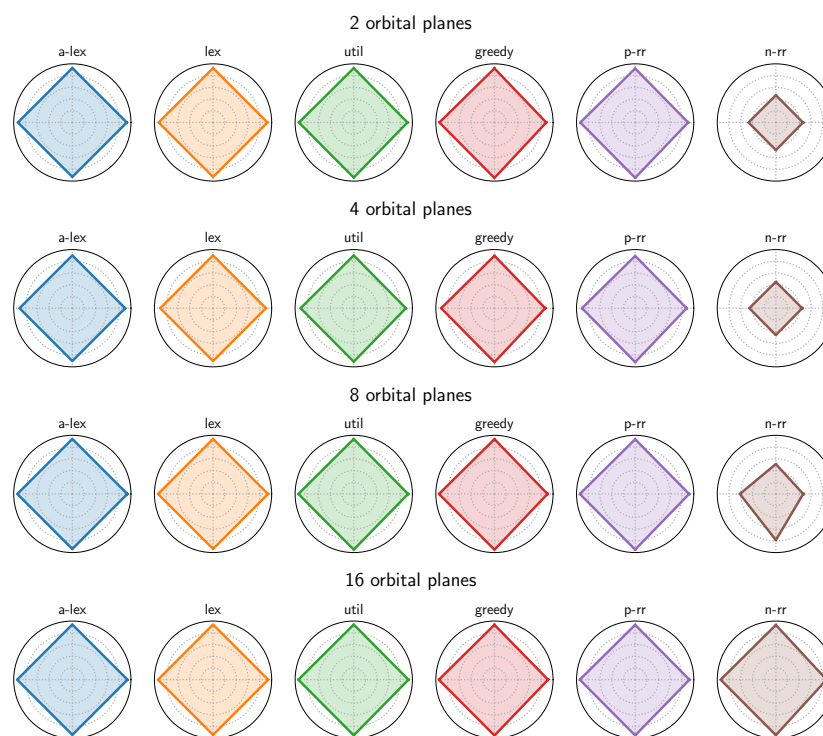 2 orbital planes
a-lex lex util greedy p-rr n-rr
4 orbital planes
a-lex lex util greedy p-rr n-rr
8 orbital planes
a-lex lex util greedy p-rr n-rr
16 orbital planes
a-lex lex util greedy p-rr n-rr